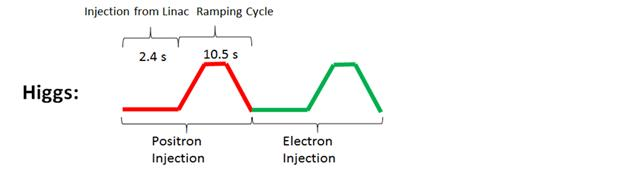 Injection from Linac Ramping Cycle
2.4 s 10.5 s
Higgs:
Positron Electron
Injection Injection